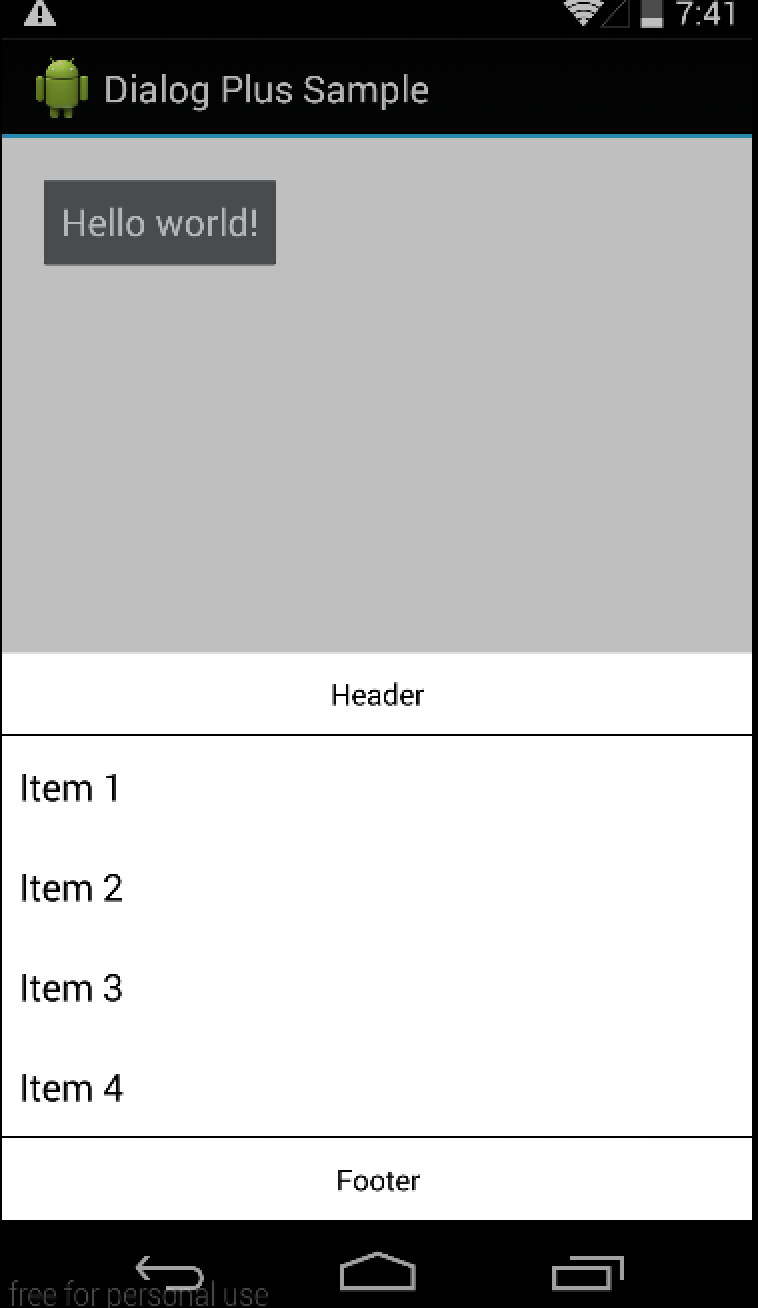 7:41
Dialog Plus Sample
Hello world!
Header
Item 1
Item 2
Item 3
Item 4
Footer
free for personal use